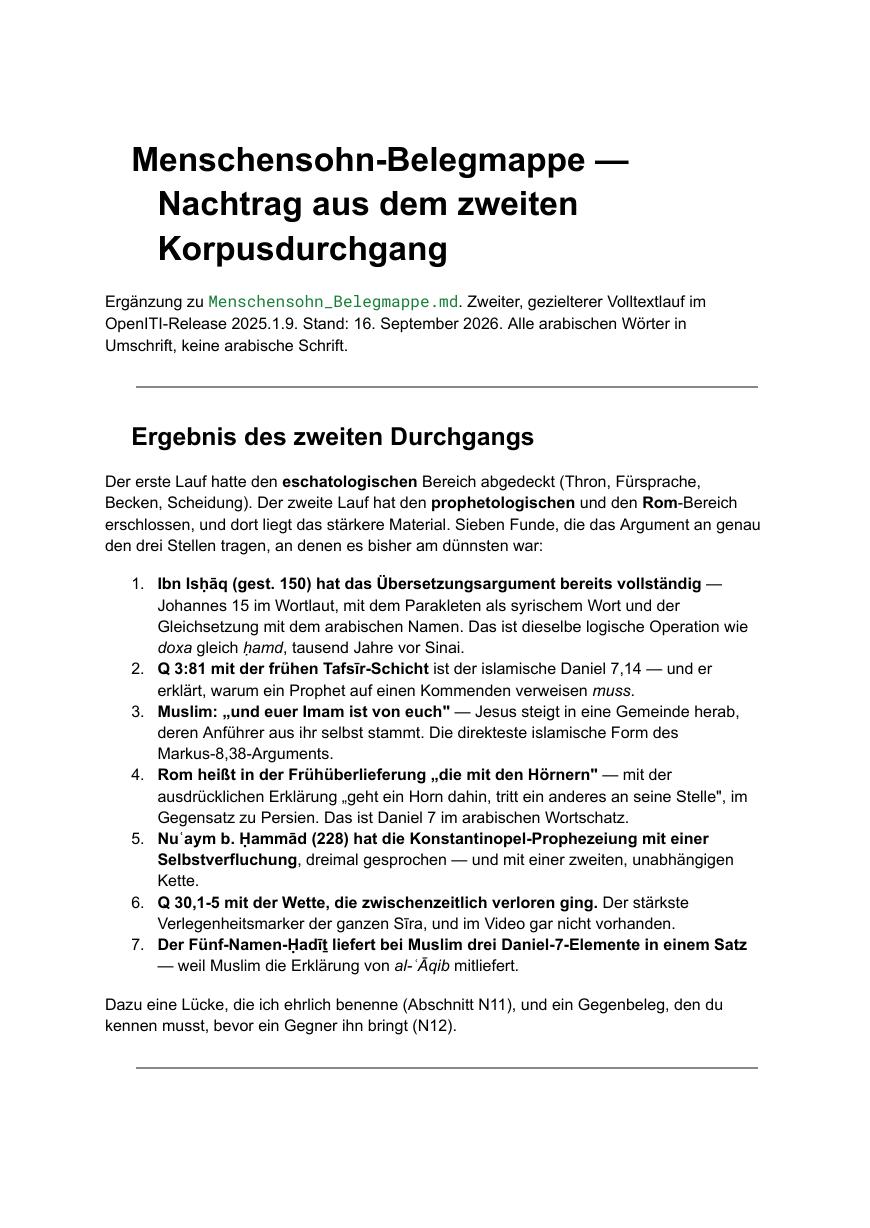 Menschensohn-Belegmappe —
Nachtrag aus dem zweiten
Korpusdurchgang
Ergänzung zu Menschensohn_Belegmappe.md. Zweiter, gezielterer Volltextlauf im
OpenITI-Release 2025.1.9. Stand: 16. September 2026. Alle arabischen Wörter in
Umschrift, keine arabische Schrift.
Ergebnis des zweiten Durchgangs
Der erste Lauf hatte den eschatologischen Bereich abgedeckt (Thron, Fürsprache,
Becken, Scheidung). Der zweite Lauf hat den prophetologischen und den Rom-Bereich
erschlossen, und dort liegt das stärkere Material. Sieben Funde, die das Argument an genau
den drei Stellen tragen, an denen es bisher am dünnsten war:
1. Ibn Isḥāq (gest. 150) hat das Übersetzungsargument bereits vollständig —
Johannes 15 im Wortlaut, mit dem Parakleten als syrischem Wort und der
Gleichsetzung mit dem arabischen Namen. Das ist dieselbe logische Operation wie
doxa gleich ḥamd, tausend Jahre vor Sinai.
2. Q 3:81 mit der frühen Tafsīr-Schicht ist der islamische Daniel 7,14 — und er
erklärt, warum ein Prophet auf einen Kommenden verweisen muss.
3. Muslim: „und euer Imam ist von euch" — Jesus steigt in eine Gemeinde herab,
deren Anführer aus ihr selbst stammt. Die direkteste islamische Form des
Markus-8,38-Arguments.
4. Rom heißt in der Frühüberlieferung „die mit den Hörnern" — mit der
ausdrücklichen Erklärung „geht ein Horn dahin, tritt ein anderes an seine Stelle", im
Gegensatz zu Persien. Das ist Daniel 7 im arabischen Wortschatz.
5. Nuʿaym b. Ḥammād (228) hat die Konstantinopel-Prophezeiung mit einer
Selbstverfluchung, dreimal gesprochen — und mit einer zweiten, unabhängigen
Kette.
6. Q 30,1-5 mit der Wette, die zwischenzeitlich verloren ging. Der stärkste
Verlegenheitsmarker der ganzen Sīra, und im Video gar nicht vorhanden.
7. Der Fünf-Namen-Ḥadīṯ liefert bei Muslim drei Daniel-7-Elemente in einem Satz
— weil Muslim die Erklärung von al-ʿĀqib mitliefert.
Dazu eine Lücke, die ich ehrlich benenne (Abschnitt N11), und ein Gegenbeleg, den du
kennen musst, bevor ein Gegner ihn bringt (N12).